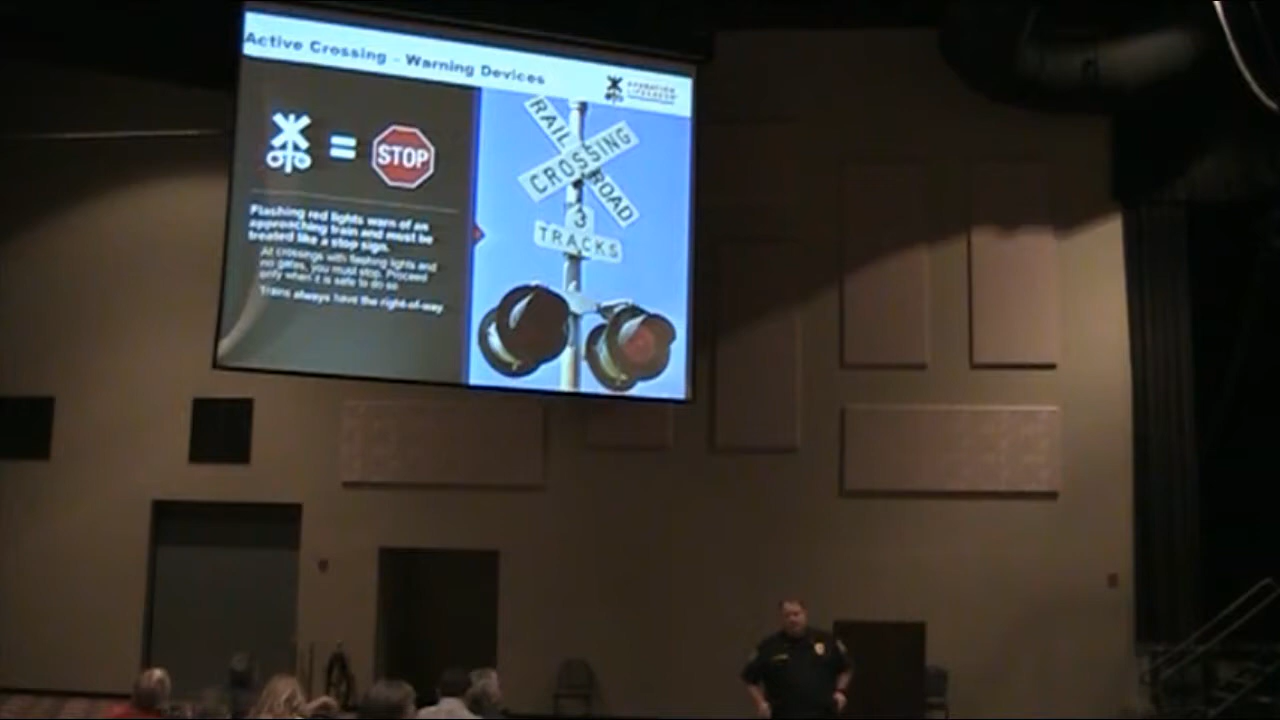 Active Crossing - Warning Devices
OPERATION
LIFESAVER
STOP
Flashing red lights warn of an
approaching train and must be
treated like a stop sign.
At crossings with flashing lights and
no gates, you must stop. Proceed
only when it is safe to do so
Trains always have the right-of-way
RAIL ROAD
CROSSING
3
TRACKS